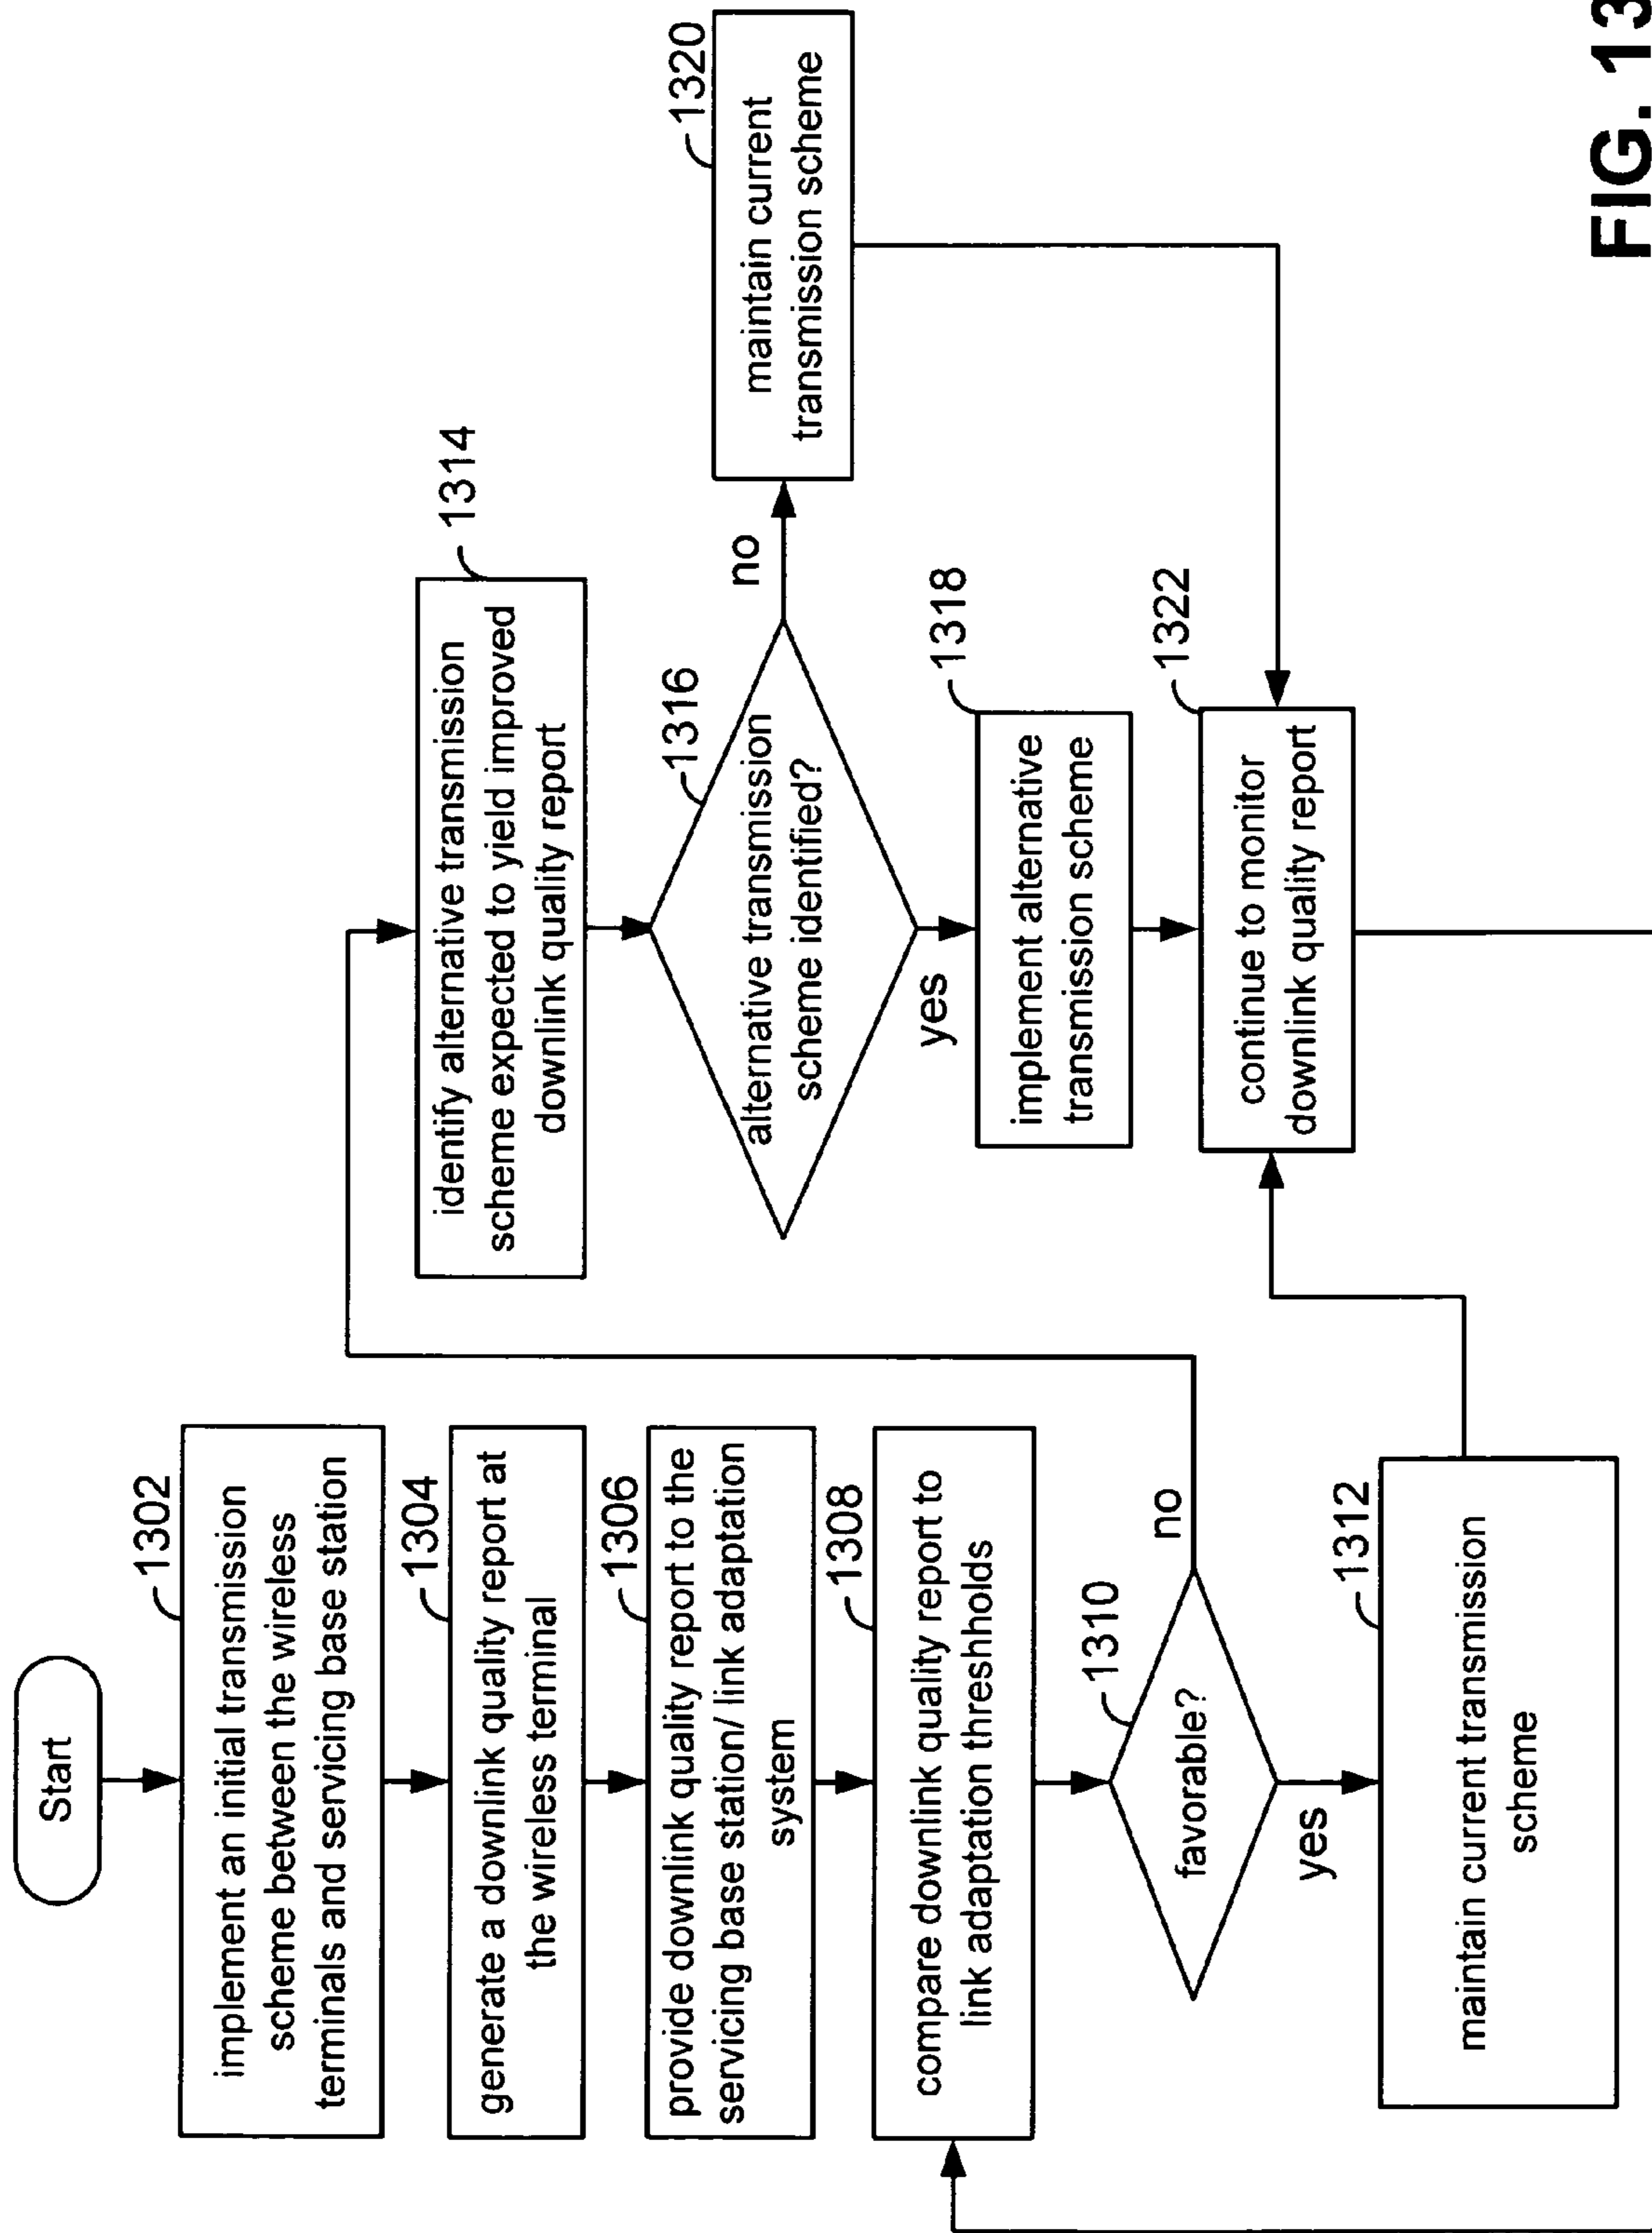 Start
1302
implement an initial transmission
scheme between the wireless
terminals and servicing base station
1304
generate a downlink quality report at
the wireless terminal
1306
provide downlink quality report to the
servicing base station/ link adaptation
system
1308
compare downlink quality report to
link adaptation threshholds
1310
favorable?
no
yes
1312
maintain current transmission
scheme
1314
identify alternative transmission
scheme expected to yield improved
downlink quality report
1316
alternative transmission
scheme identified?
no
yes
1318
implement alternative
transmission scheme
1320
maintain current
transmission scheme
1322
continue to monitor
downlink quality report
FIG. 13